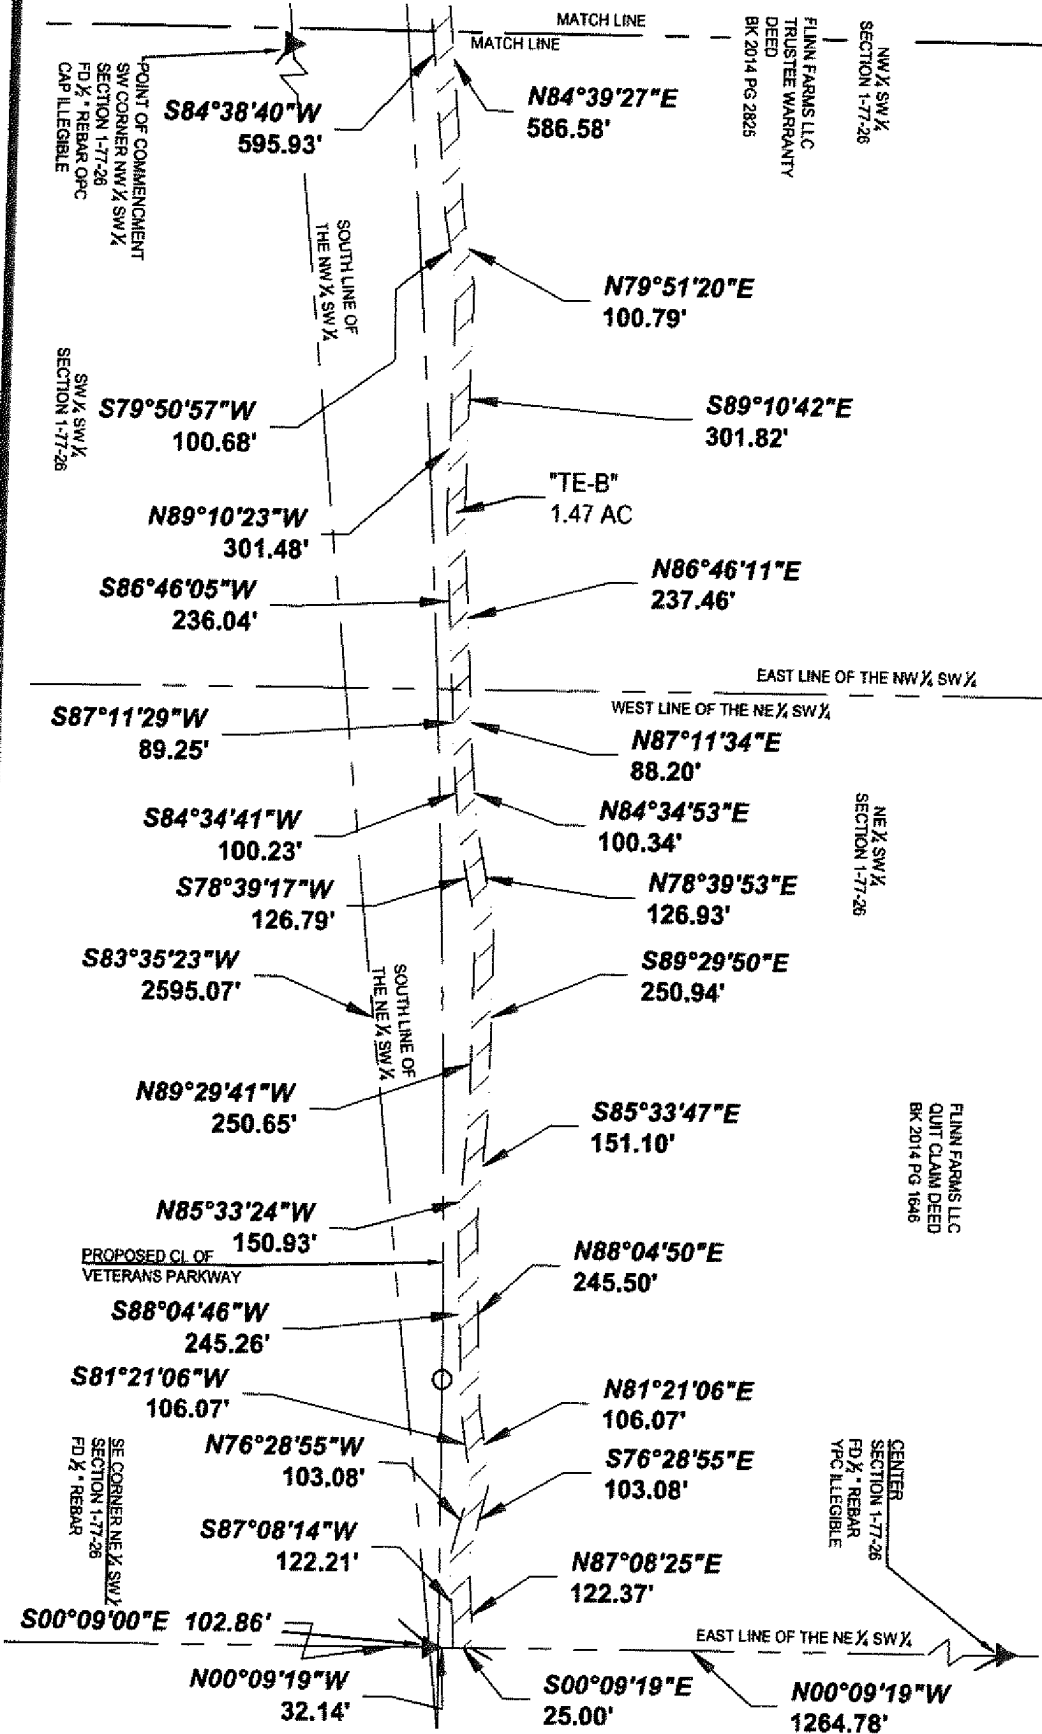 MATCH LINE
MATCH LINE
POINT OF COMMENCMENT
SW CORNER NW ¼ SW ¼
SECTION 1-77-26
FD ½" REBAR OPC
CAP ILLEGIBLE
S84°38'40"W
595.93'
N84°39'27"E
586.58'
FLINN FARMS LLC
TRUSTEE WARRANTY
DEED
BK 2014 PG 2825
NW ¼ SW ¼
SECTION 1-77-26
SOUTH LINE OF
THE NW ¼ SW ¼
N79°51'20"E
100.79'
SW ¼ SW ¼
SECTION 1-77-26
S79°50'57"W
100.68'
S89°10'42"E
301.82'
"TE-B"
1.47 AC
N89°10'23"W
301.48'
S86°46'05"W
236.04'
N86°46'11"E
237.46'
EAST LINE OF THE NW ¼ SW ¼
WEST LINE OF THE NE ¼ SW ¼
S87°11'29"W
89.25'
N87°11'34"E
88.20'
S84°34'41"W
100.23'
N84°34'53"E
100.34'
NE ¼ SW ¼
SECTION 1-77-26
S78°39'17"W
126.79'
N78°39'53"E
126.93'
S83°35'23"W
2595.07'
SOUTH LINE OF
THE NE ¼ SW ¼
S89°29'50"E
250.94'
N89°29'41"W
250.65'
S85°33'47"E
151.10'
FLINN FARMS LLC
QUIT CLAIM DEED
BK 2014 PG 1646
N85°33'24"W
150.93'
PROPOSED CL OF
VETERANS PARKWAY
N88°04'50"E
245.50'
S88°04'46"W
245.26'
S81°21'06"W
106.07'
N81°21'06"E
106.07'
N76°28'55"W
103.08'
S76°28'55"E
103.08'
SE CORNER NE ¼ SW ¼
SECTION 1-77-26
FD ½" REBAR
CENTER
SECTION 1-77-26
FD ½" REBAR
YPC ILLEGIBLE
S87°08'14"W
122.21'
N87°08'25"E
122.37'
S00°09'00"E 102.86'
EAST LINE OF THE NE ¼ SW ¼
N00°09'19"W
32.14'
S00°09'19"E
25.00'
N00°09'19"W
1264.78'